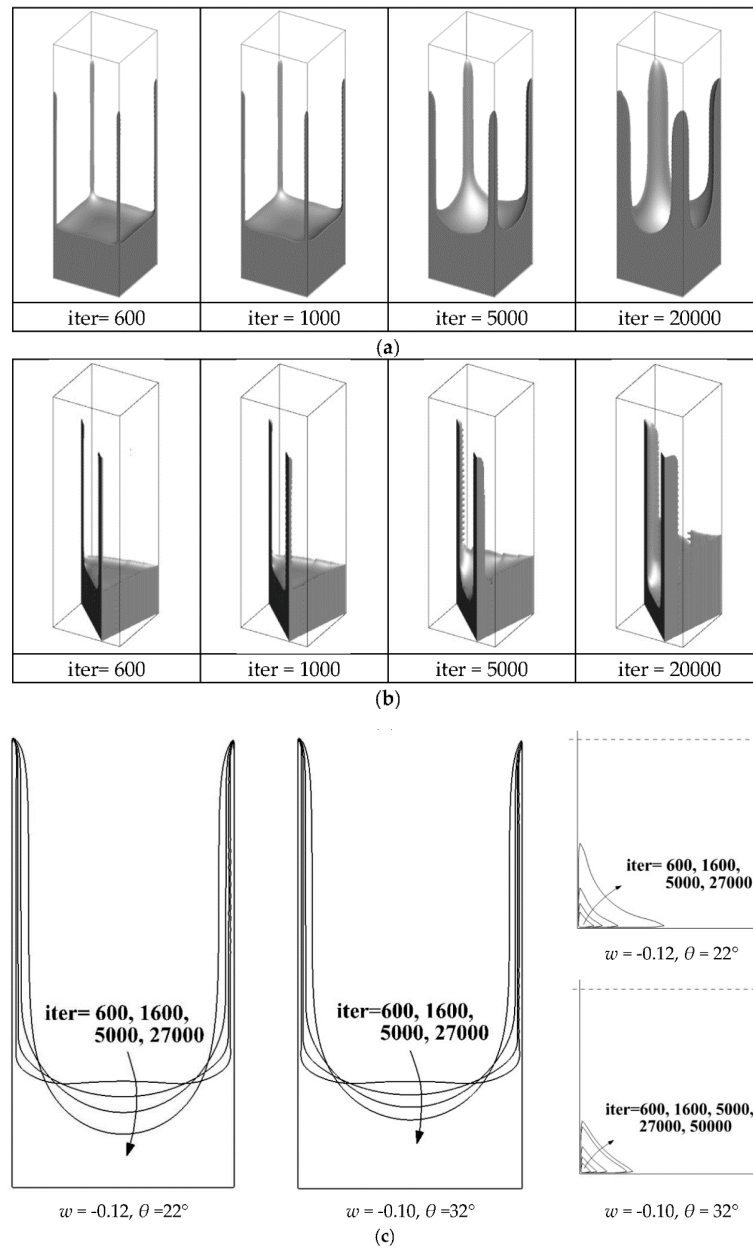 iter= 600
iter = 1000
iter = 5000
iter = 20000
(a)
iter= 600
iter = 1000
iter = 5000
iter = 20000
(b)
iter= 600, 1600,
5000, 27000
w = -0.12, θ =22°
iter= 600, 1600,
5000, 27000
w = -0.10, θ =32°
iter= 600, 1600,
5000, 27000
w = -0.12, θ = 22°
iter=600, 1600, 5000,
27000, 50000
w = -0.10, θ = 32°
(c)